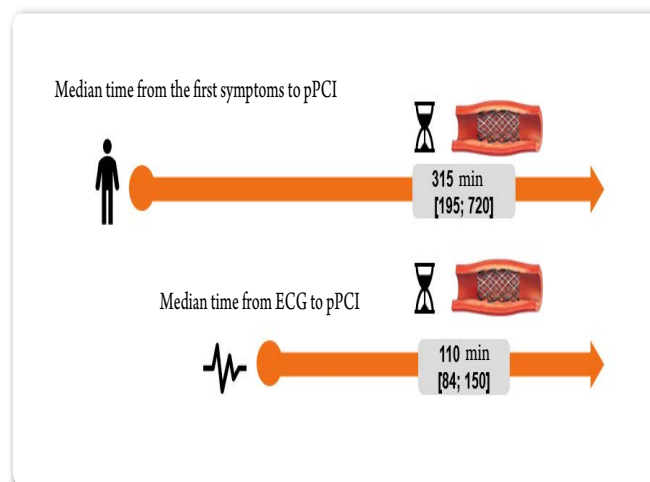 Median time from the first symptoms to pPCI
315 min
[195; 720]
Median time from ECG to pPCI
110 min
[84; 150]